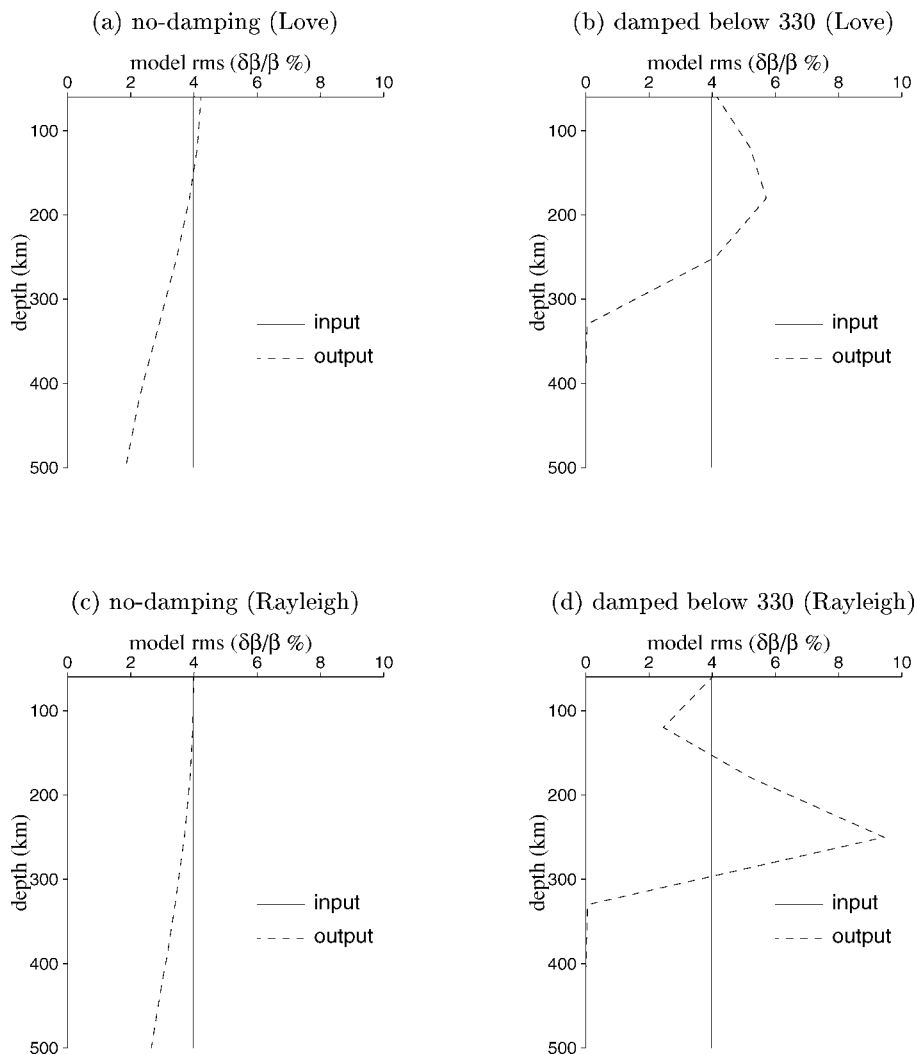 (a) no-damping (Love)
model rms (δβ/β %)
0 2 4 6 8 10
100
200
300
400
500
depth (km)
input
output
(b) damped below 330 (Love)
model rms (δβ/β %)
0 2 4 6 8 10
100
200
300
400
500
depth (km)
input
output
(c) no-damping (Rayleigh)
model rms (δβ/β %)
0 2 4 6 8 10
100
200
300
400
500
depth (km)
input
output
(d) damped below 330 (Rayleigh)
model rms (δβ/β %)
0 2 4 6 8 10
100
200
300
400
500
depth (km)
input
output